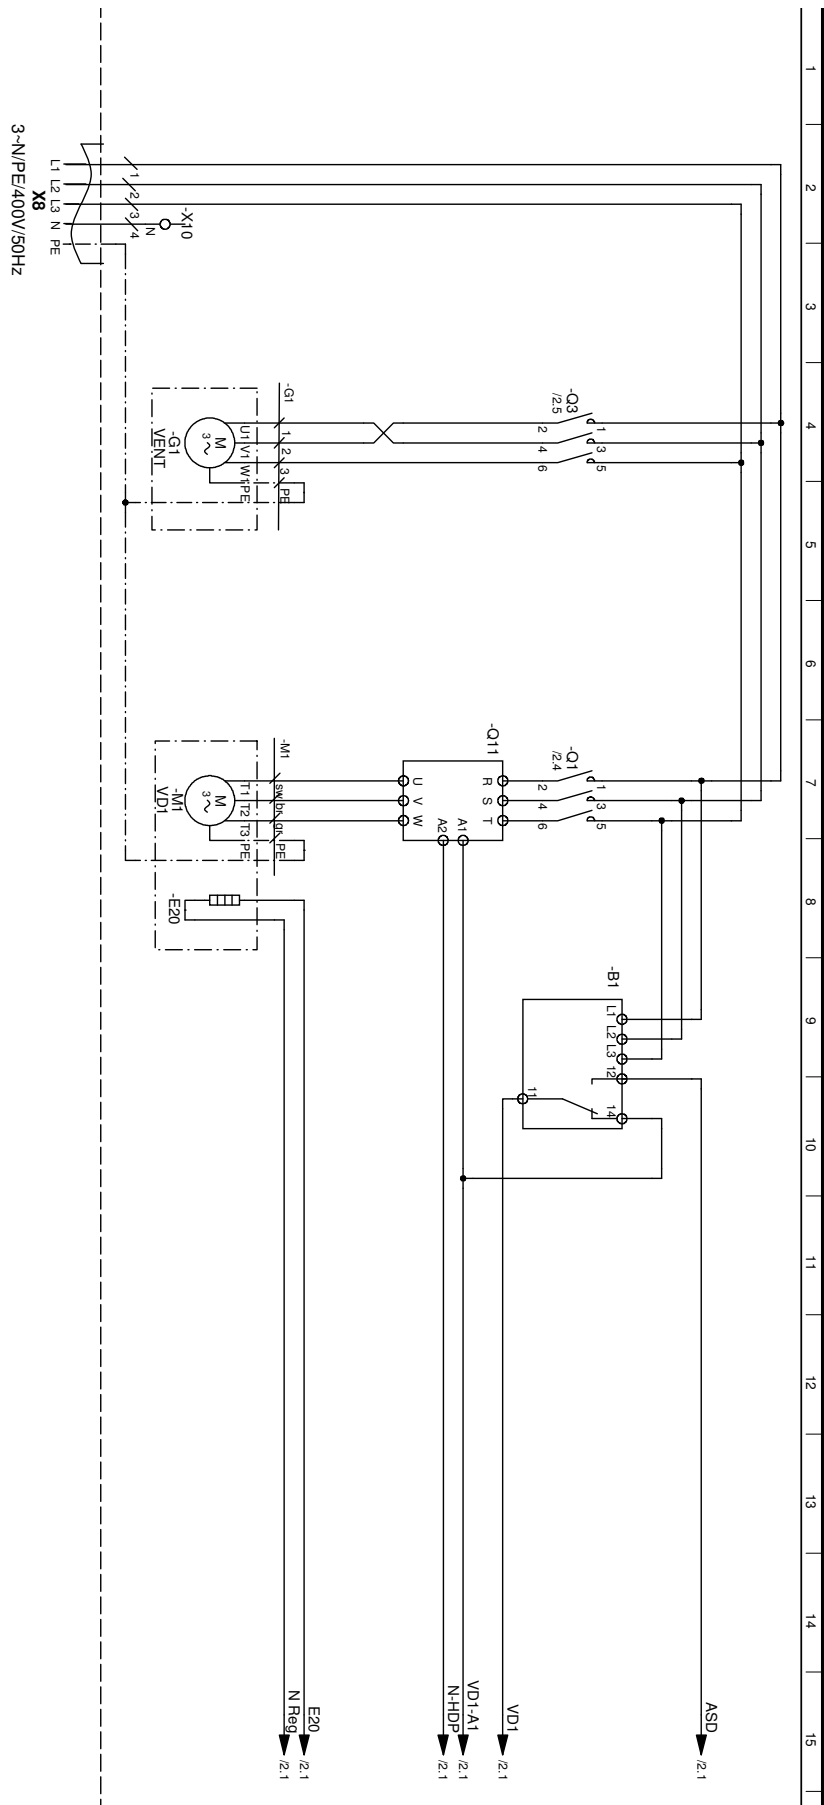 1
2
3
4
5
6
7
8
9
10
11
12
13
14
15
3~N/PE/400V/50Hz
X8
L1
L2
L3
N
PE
1
2
3
4
N
-X10
-Q3
/2.5
1
3
5
2
4
6
-G1
1
2
3
PE
U1
V1
W1
PE
M
3~
-G1
VENT
-Q1
/2.4
1
3
5
2
4
6
-Q11
R
S
T
A1
A2
U
V
W
-M1
sw
br
gr
PE
T1
T2
T3
PE
M
3~
-M1
VD1
-E20
-B1
L1
L2
L3
12
14
11
ASD
/2.1
VD1
/2.1
VD1-A1
/2.1
N-HDP
/2.1
E20
/2.1
N Reg
/2.1